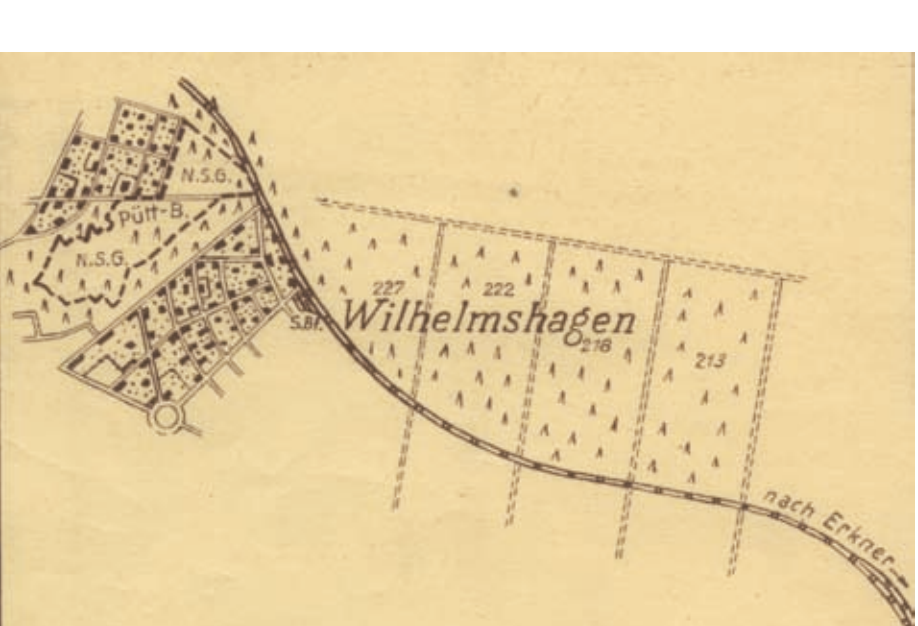 N.S.G.
Pütt-B.
N.S.G.
227
222
S.Bf.
Wilhelmshagen
218
213
nach Erkner